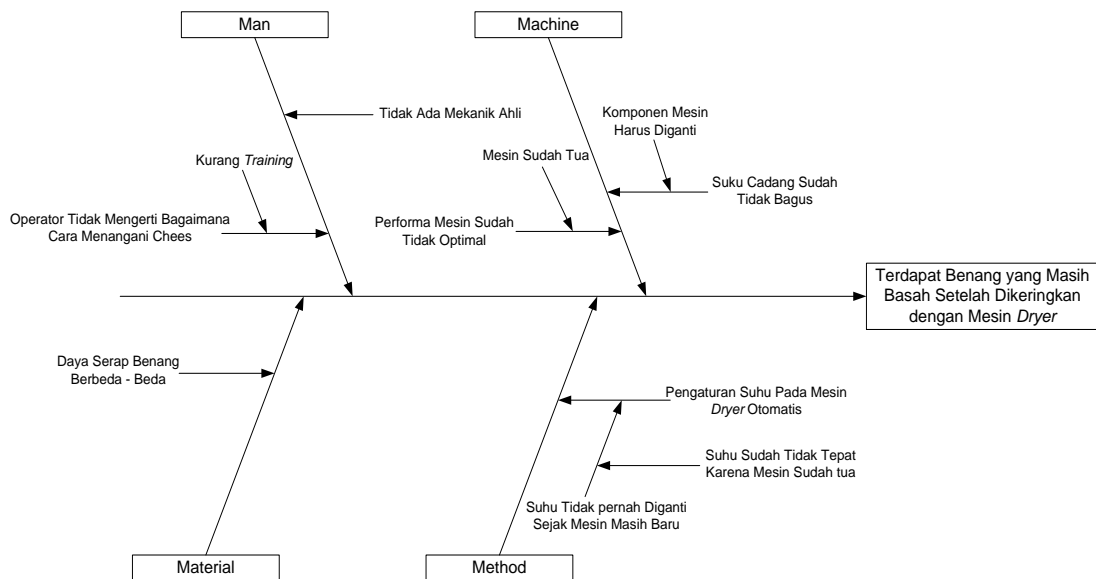 Man
Machine
Tidak Ada Mekanik Ahli
Komponen Mesin
Harus Diganti
Kurang Training
Mesin Sudah Tua
Suku Cadang Sudah
Tidak Bagus
Operator Tidak Mengerti Bagaimana
Cara Menangani Chees
Performa Mesin Sudah
Tidak Optimal
Terdapat Benang yang Masih
Basah Setelah Dikeringkan
dengan Mesin Dryer
Daya Serap Benang
Berbeda - Beda
Pengaturan Suhu Pada Mesin
Dryer Otomatis
Suhu Sudah Tidak Tepat
Karena Mesin Sudah tua
Suhu Tidak pernah Diganti
Sejak Mesin Masih Baru
Material
Method